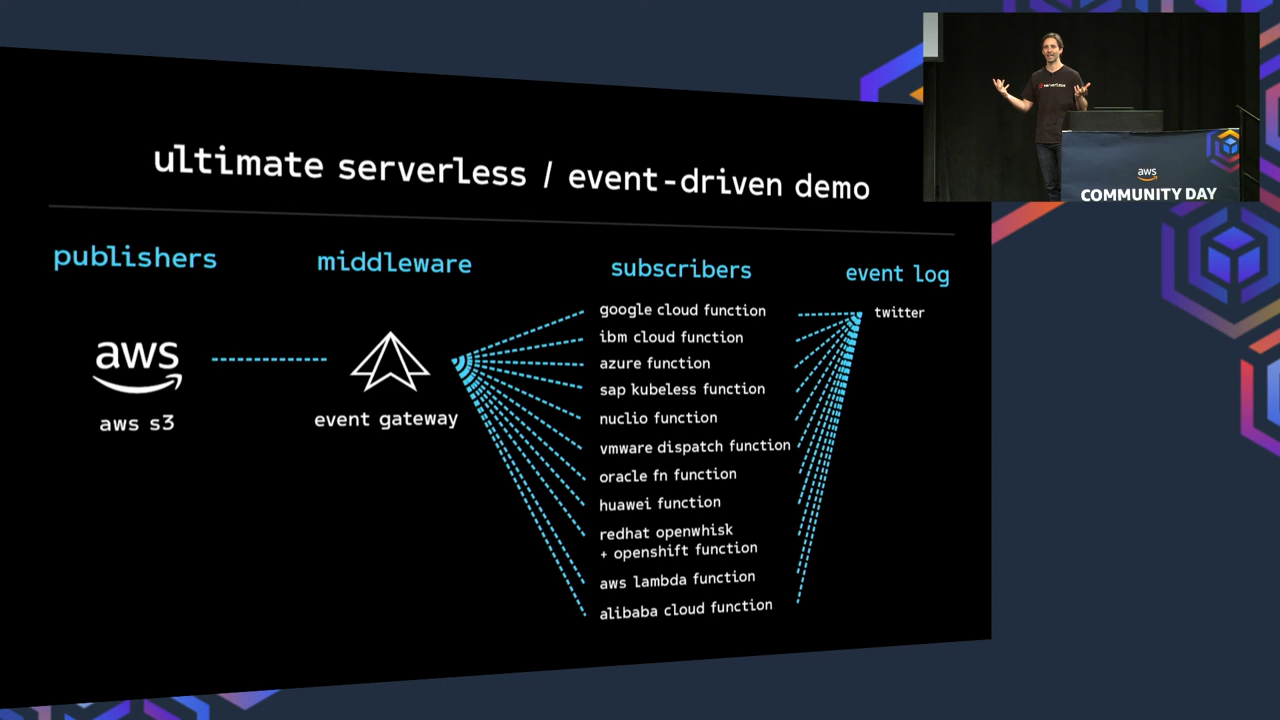 ultimate serverless / event-driven demo
publishers
middleware
subscribers
event log
aws
aws s3
event gateway
google cloud function
ibm cloud function
azure function
sap kubeless function
nuclio function
vmware dispatch function
oracle fn function
huawei function
redhat openwhisk
+ openshift function
aws lambda function
alibaba cloud function
twitter
serverless
aws
COMMUNITY DAY